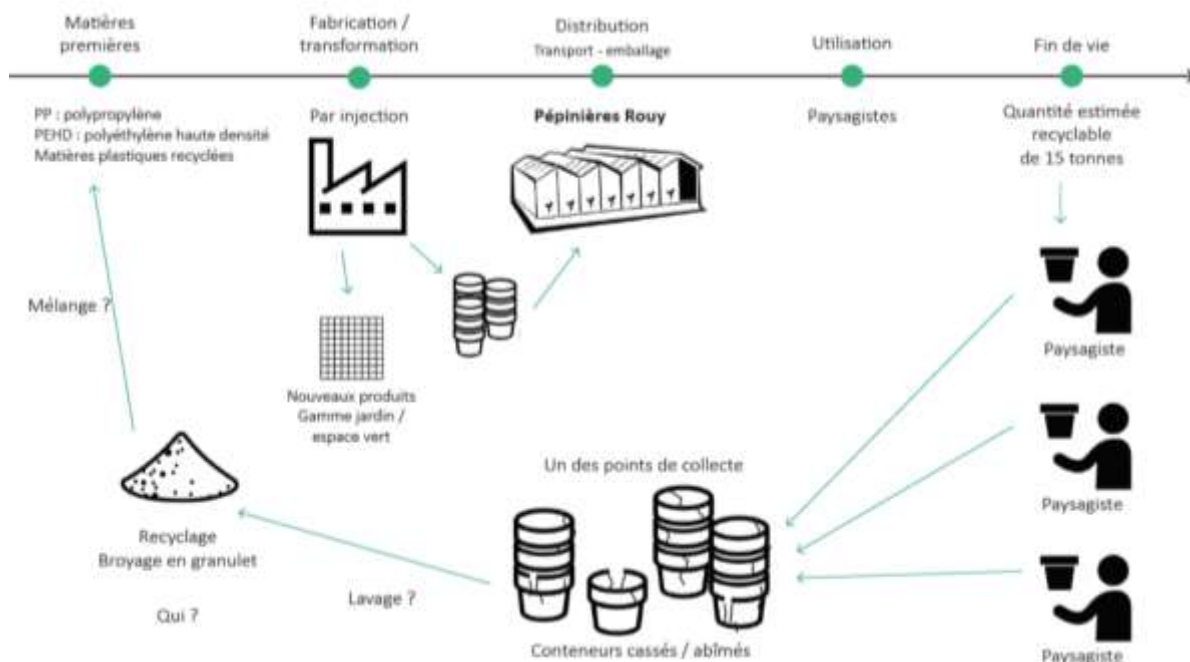 Matières
premières
Fabrication /
transformation
Distribution
Transport - emballage
Utilisation
Fin de vie
PP : polypropylène
PEHD : polyéthylène haute densité
Matières plastiques recyclées
Par injection
Pépinières Rouy
Paysagistes
Quantité estimée
recyclable
de 15 tonnes
Mélange ?
Nouveaux produits
Gamme jardin /
espace vert
Paysagiste
Un des points de collecte
Paysagiste
Recyclage
Broyage en granulet
Qui ?
Lavage ?
Conteneurs cassés / abîmés
Paysagiste